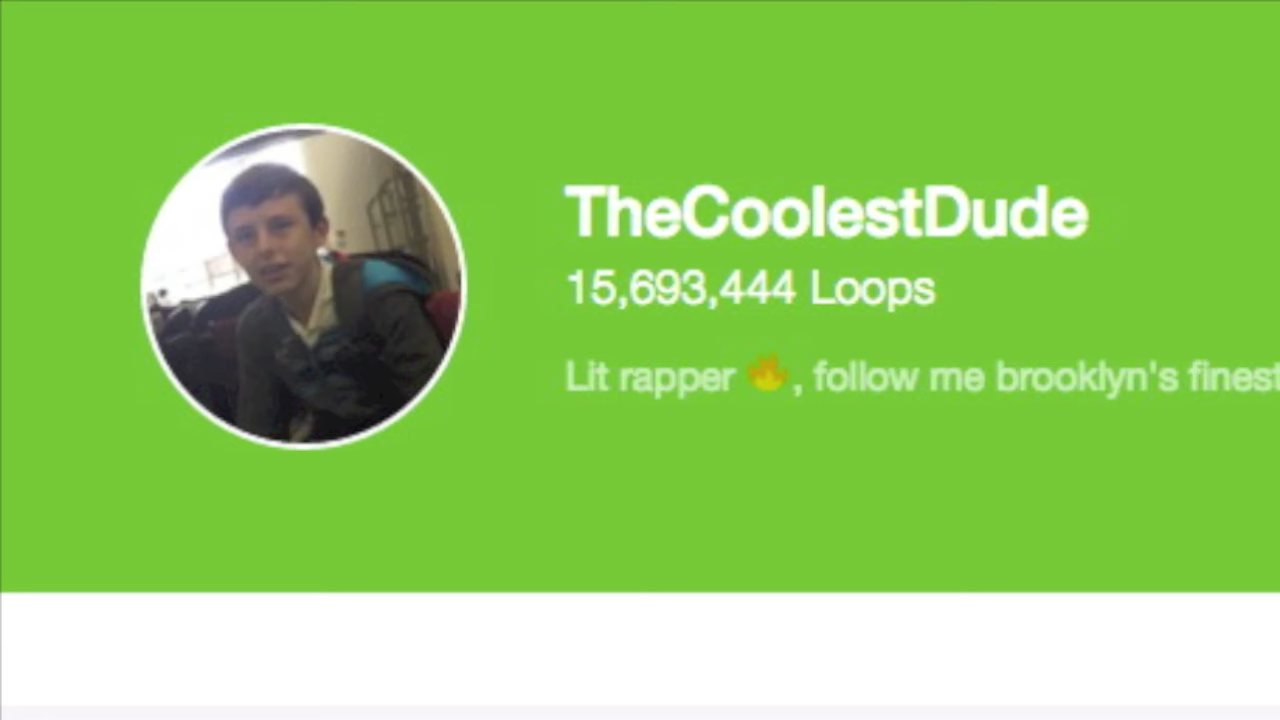 TheCoolestDude
15,693,444 Loops
Lit rapper 🔥, follow me brooklyn's finest